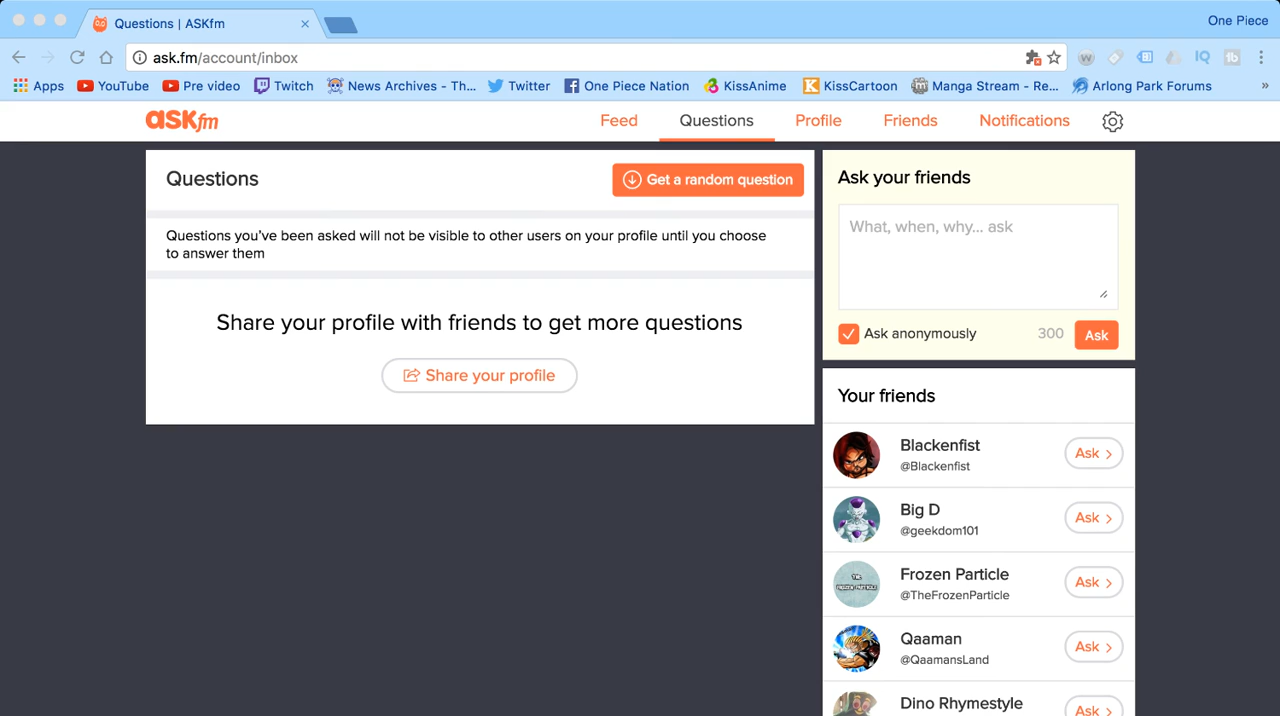 Questions | ASKfm
One Piece
ask.fm/account/inbox
Apps YouTube Pre video Twitch News Archives - Th... Twitter One Piece Nation KissAnime KissCartoon Manga Stream - Re... Arlong Park Forums »
ASKfm
Feed Questions Profile Friends Notifications
Questions
Get a random question
Questions you've been asked will not be visible to other users on your profile until you choose
to answer them
Share your profile with friends to get more questions
Share your profile
Ask your friends
What, when, why... ask
Ask anonymously 300 Ask
Your friends
Blackenfist
@Blackenfist
Ask
Big D
@geekdom101
Ask
Frozen Particle
@TheFrozenParticle
Ask
Qaaman
@QaamansLand
Ask
Dino Rhymestyle
Ask